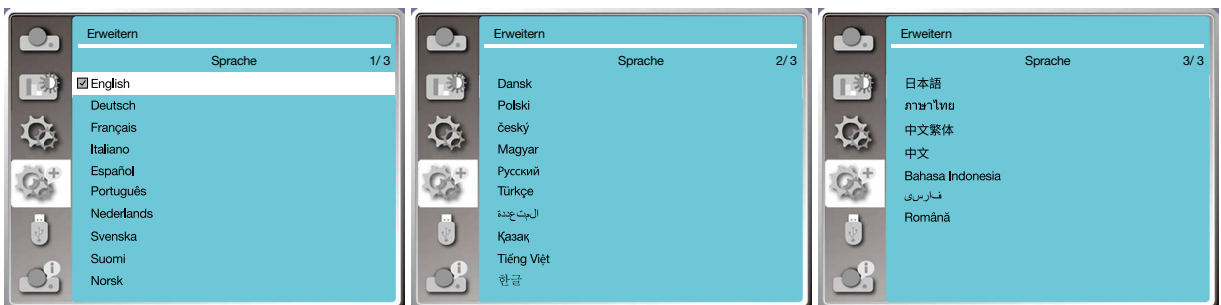 Erweitern
Sprache 1/ 3
English
Deutsch
Français
Italiano
Español
Português
Nederlands
Svenska
Suomi
Norsk
Erweitern
Sprache 2/ 3
Dansk
Polski
český
Magyar
Русский
Türkçe
المتعددة
Қазақ
Tiếng Việt
한글
Erweitern
Sprache 3/ 3
日本語
ภาษาไทย
中文繁体
中文
Bahasa Indonesia
فارسی
Română